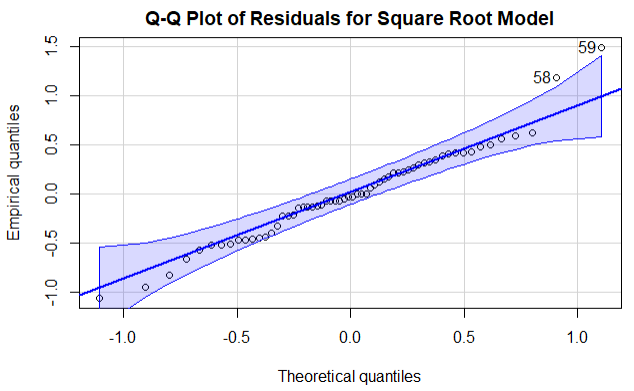 Q-Q Plot of Residuals for Square Root Model
Empirical quantiles
1.5
1.0
0.5
0.0
-0.5
-1.0
59
58
-1.0 -0.5 0.0 0.5 1.0
Theoretical quantiles